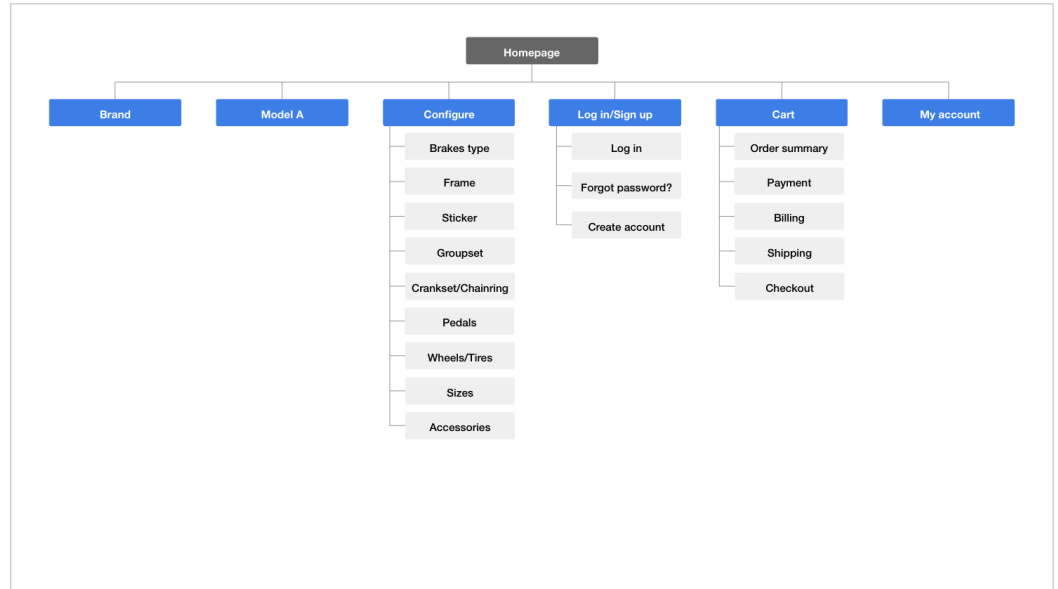 Homepage
Brand
Model A
Configure
Log in/Sign up
Cart
My account
Brakes type
Frame
Sticker
Groupset
Crankset/Chainring
Pedals
Wheels/Tires
Sizes
Accessories
Log in
Forgot password?
Create account
Order summary
Payment
Billing
Shipping
Checkout